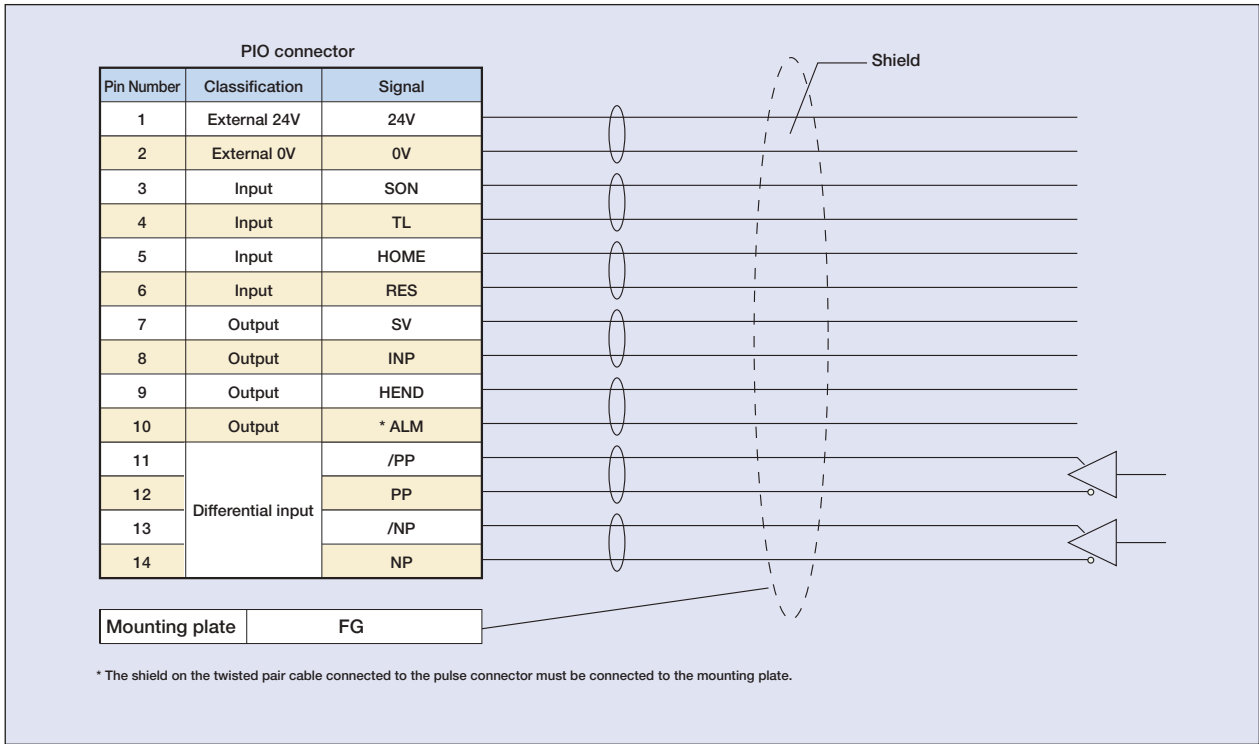 PIO connector
Shield
Pin Number Classification Signal
1 External 24V 24V
2 External 0V 0V
3 Input SON
4 Input TL
5 Input HOME
6 Input RES
7 Output SV
8 Output INP
9 Output HEND
10 Output * ALM
11 /PP
12 PP
Differential input
13 /NP
14 NP
Mounting plate FG
* The shield on the twisted pair cable connected to the pulse connector must be connected to the mounting plate.